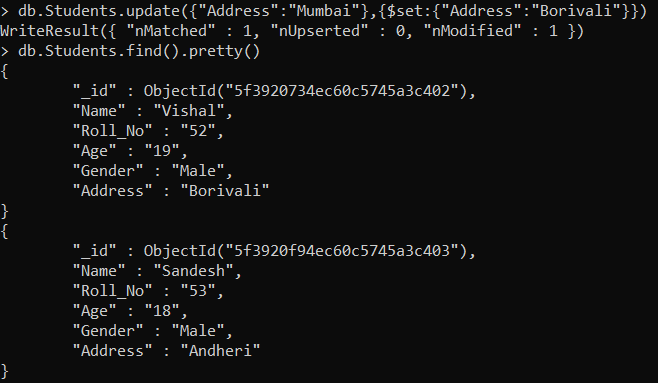 > db.Students.update({"Address":"Mumbai"},{$set:{"Address":"Borivali"}})
WriteResult({ "nMatched" : 1, "nUpserted" : 0, "nModified" : 1 })
> db.Students.find().pretty()
{
        "_id" : ObjectId("5f3920734ec60c5745a3c402"),
        "Name" : "Vishal",
        "Roll_No" : "52",
        "Age" : "19",
        "Gender" : "Male",
        "Address" : "Borivali"
}
{
        "_id" : ObjectId("5f3920f94ec60c5745a3c403"),
        "Name" : "Sandesh",
        "Roll_No" : "53",
        "Age" : "18",
        "Gender" : "Male",
        "Address" : "Andheri"
}